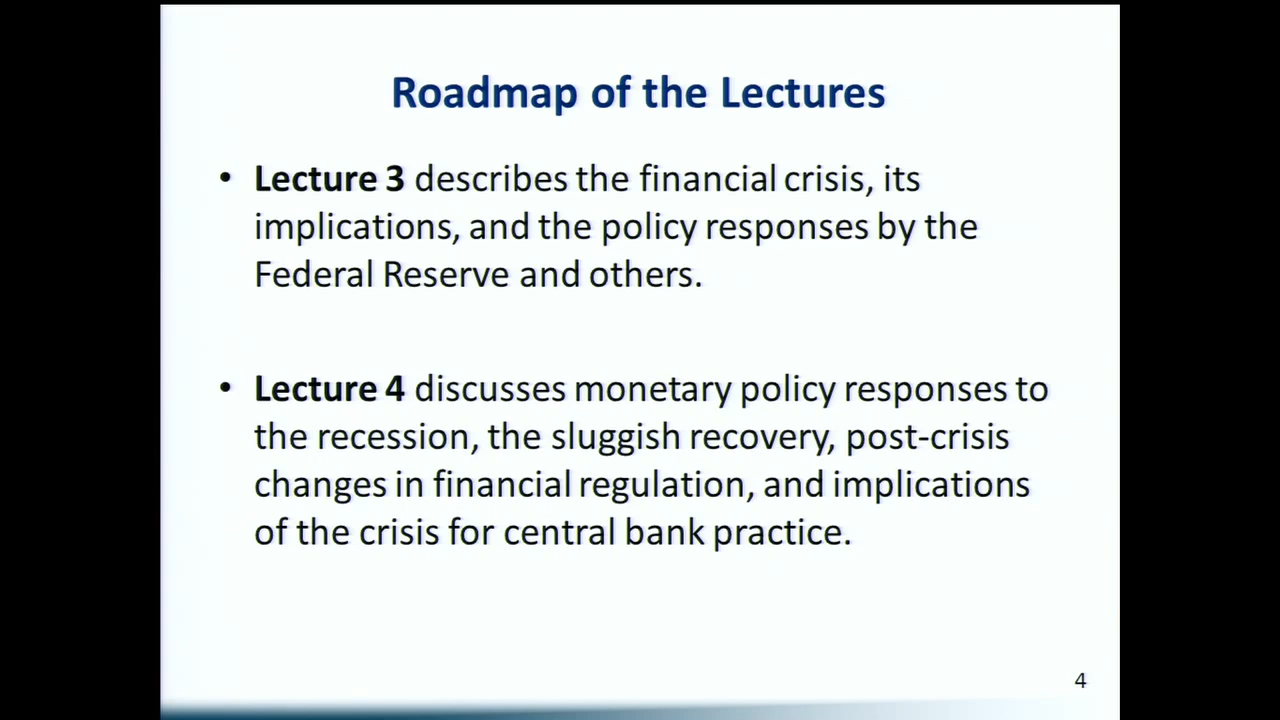 Roadmap of the Lectures
• Lecture 3 describes the financial crisis, its
implications, and the policy responses by the
Federal Reserve and others.
• Lecture 4 discusses monetary policy responses to
the recession, the sluggish recovery, post-crisis
changes in financial regulation, and implications
of the crisis for central bank practice.
4